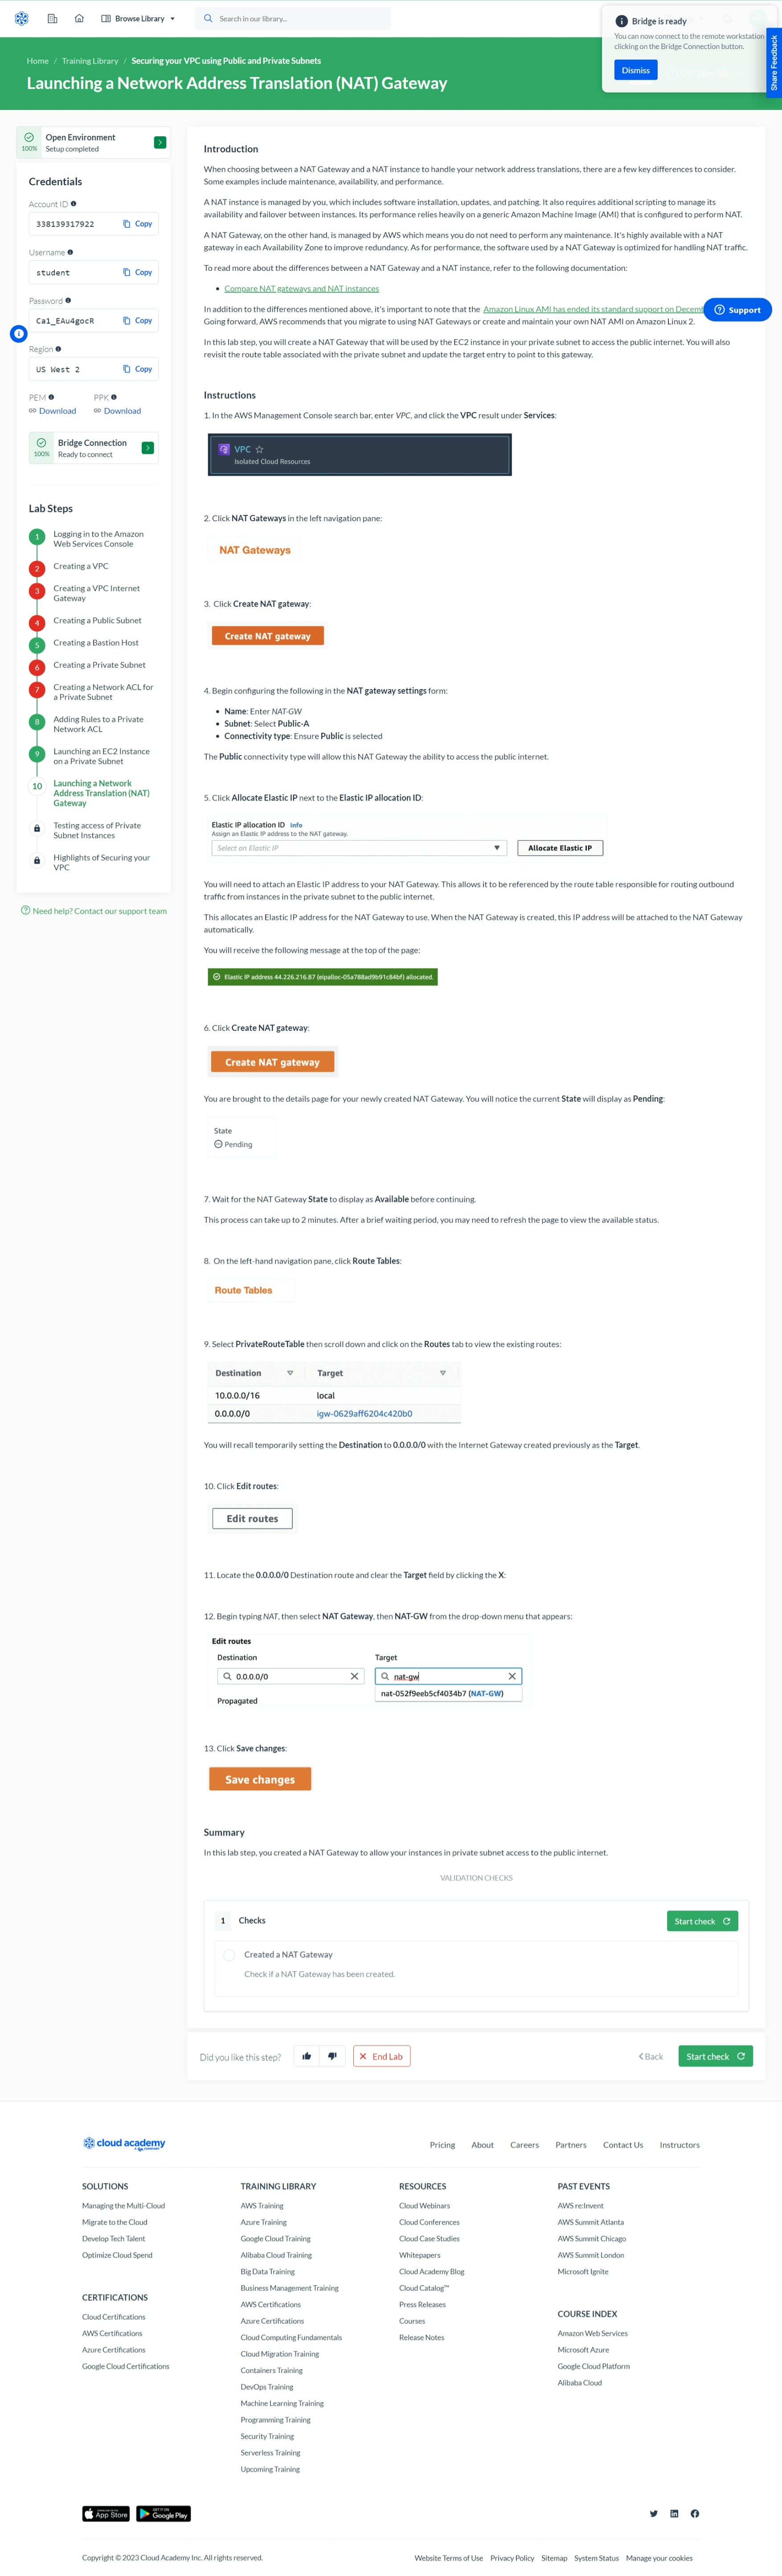 Browse Library
Search in our library...
Bridge is ready
You can now connect to the remote workstation
clicking on the Bridge Connection button.
Dismiss
Share Feedback
Home / Training Library / Securing your VPC using Public and Private Subnets
Launching a Network Address Translation (NAT) Gateway
100%
Open Environment
Setup completed
Credentials
Account ID
338139317922
Copy
Username
student
Copy
Password
Ca1_EAu4gocR
Copy
Region
US West 2
Copy
PEM
Download
PPK
Download
100%
Bridge Connection
Ready to connect
Lab Steps
1 Logging in to the Amazon
Web Services Console
2 Creating a VPC
3 Creating a VPC Internet
Gateway
4 Creating a Public Subnet
5 Creating a Bastion Host
6 Creating a Private Subnet
7 Creating a Network ACL for
a Private Subnet
8 Adding Rules to a Private
Network ACL
9 Launching an EC2 Instance
on a Private Subnet
10 Launching a Network
Address Translation (NAT)
Gateway
Testing access of Private
Subnet Instances
Highlights of Securing your
VPC
Need help? Contact our support team
Introduction
When choosing between a NAT Gateway and a NAT instance to handle your network address translations, there are a few key differences to consider.
Some examples include maintenance, availability, and performance.
A NAT instance is managed by you, which includes software installation, updates, and patching. It also requires additional scripting to manage its
availability and failover between instances. Its performance relies heavily on a generic Amazon Machine Image (AMI) that is configured to perform NAT.
A NAT Gateway, on the other hand, is managed by AWS which means you do not need to perform any maintenance. It's highly available with a NAT
gateway in each Availability Zone to improve redundancy. As for performance, the software used by a NAT Gateway is optimized for handling NAT traffic.
To read more about the differences between a NAT Gateway and a NAT instance, refer to the following documentation:
Compare NAT gateways and NAT instances
In addition to the differences mentioned above, it's important to note that the Amazon Linux AMI has ended its standard support on Decemb
Support
Going forward, AWS recommends that you migrate to using NAT Gateways or create and maintain your own NAT AMI on Amazon Linux 2.
In this lab step, you will create a NAT Gateway that will be used by the EC2 instance in your private subnet to access the public internet. You will also
revisit the route table associated with the private subnet and update the target entry to point to this gateway.
Instructions
1. In the AWS Management Console search bar, enter VPC, and click the VPC result under Services:
VPC
Isolated Cloud Resources
2. Click NAT Gateways in the left navigation pane:
NAT Gateways
3. Click Create NAT gateway:
Create NAT gateway
4. Begin configuring the following in the NAT gateway settings form:
Name: Enter NAT-GW
Subnet: Select Public-A
Connectivity type: Ensure Public is selected
The Public connectivity type will allow this NAT Gateway the ability to access the public internet.
5. Click Allocate Elastic IP next to the Elastic IP allocation ID:
Elastic IP allocation ID Info
Assign an Elastic IP address to the NAT gateway.
Select an Elastic IP
Allocate Elastic IP
You will need to attach an Elastic IP address to your NAT Gateway. This allows it to be referenced by the route table responsible for routing outbound
traffic from instances in the private subnet to the public internet.
This allocates an Elastic IP address for the NAT Gateway to use. When the NAT Gateway is created, this IP address will be attached to the NAT Gateway
automatically.
You will receive the following message at the top of the page:
Elastic IP address 44.226.216.87 (eipalloc-05a788ad9b91c84bf) allocated.
6. Click Create NAT gateway:
Create NAT gateway
You are brought to the details page for your newly created NAT Gateway. You will notice the current State will display as Pending:
State
Pending
7. Wait for the NAT Gateway State to display as Available before continuing.
This process can take up to 2 minutes. After a brief waiting period, you may need to refresh the page to view the available status.
8. On the left-hand navigation pane, click Route Tables:
Route Tables
9. Select PrivateRouteTable then scroll down and click on the Routes tab to view the existing routes:
Destination Target
10.0.0.0/16 local
0.0.0.0/0 igw-0629aff6204c420b0
You will recall temporarily setting the Destination to 0.0.0.0/0 with the Internet Gateway created previously as the Target.
10. Click Edit routes:
Edit routes
11. Locate the 0.0.0.0/0 Destination route and clear the Target field by clicking the X:
12. Begin typing NAT, then select NAT Gateway, then NAT-GW from the drop-down menu that appears:
Edit routes
Destination Target
0.0.0.0/0 nat-gw
nat-052f9eeb5cf4034b7 (NAT-GW)
Propagated
13. Click Save changes:
Save changes
Summary
In this lab step, you created a NAT Gateway to allow your instances in private subnet access to the public internet.
VALIDATION CHECKS
1 Checks
Start check
Created a NAT Gateway
Check if a NAT Gateway has been created.
Did you like this step?
End Lab
Back
Start check
cloud academy
Pricing About Careers Partners Contact Us Instructors
SOLUTIONS
Managing the Multi-Cloud
Migrate to the Cloud
Develop Tech Talent
Optimize Cloud Spend
CERTIFICATIONS
Cloud Certifications
AWS Certifications
Azure Certifications
Google Cloud Certifications
TRAINING LIBRARY
AWS Training
Azure Training
Google Cloud Training
Alibaba Cloud Training
Big Data Training
Business Management Training
AWS Certifications
Azure Certifications
Cloud Computing Fundamentals
Cloud Migration Training
Containers Training
DevOps Training
Machine Learning Training
Programming Training
Security Training
Serverless Training
Upcoming Training
RESOURCES
Cloud Webinars
Cloud Conferences
Cloud Case Studies
Whitepapers
Cloud Academy Blog
Cloud Catalog™
Press Releases
Courses
Release Notes
PAST EVENTS
AWS re:Invent
AWS Summit Atlanta
AWS Summit Chicago
AWS Summit London
Microsoft Ignite
COURSE INDEX
Amazon Web Services
Microsoft Azure
Google Cloud Platform
Alibaba Cloud
App Store
GET IT ON
Google Play
Copyright © 2023 Cloud Academy Inc. All rights reserved.
Website Terms of Use Privacy Policy Sitemap System Status Manage your cookies